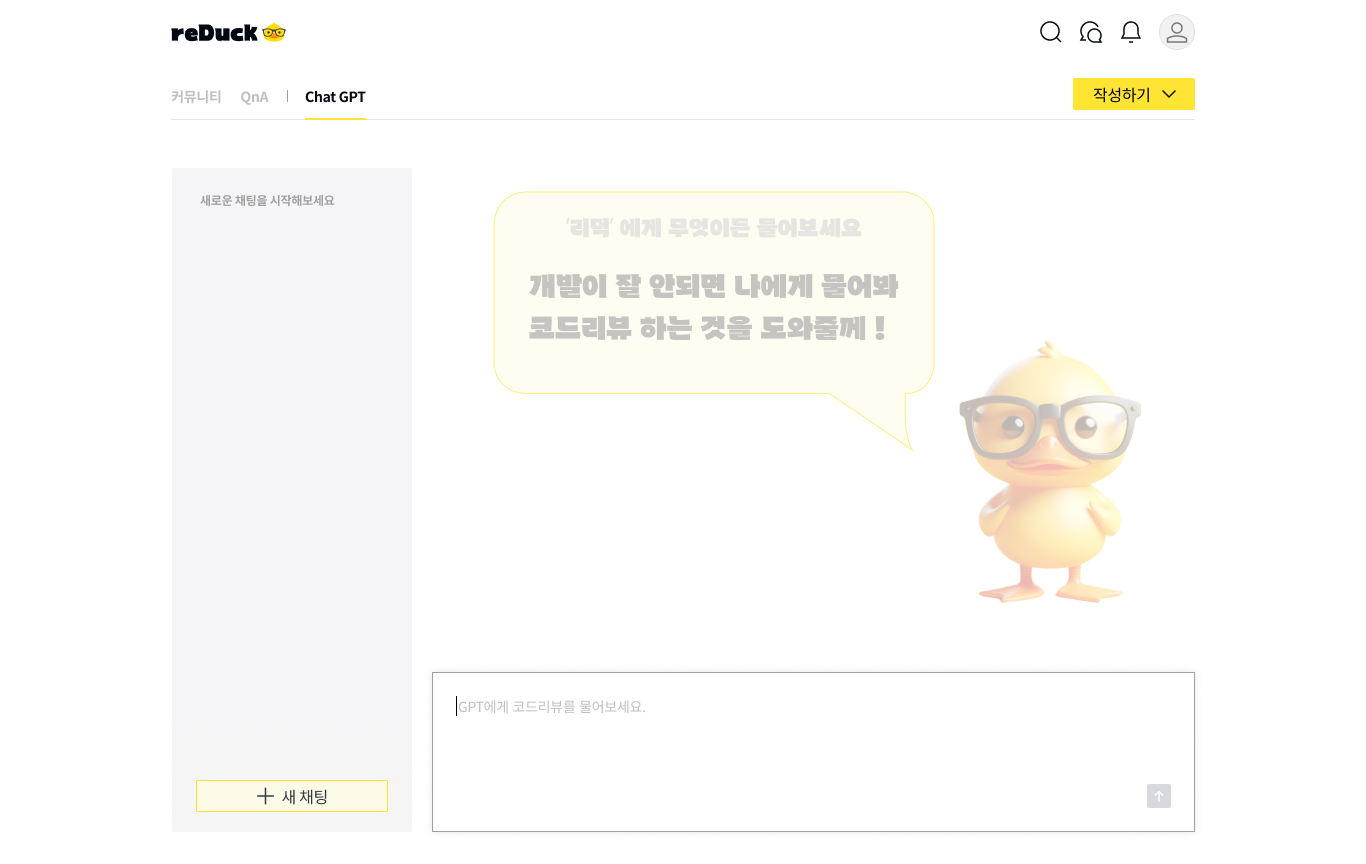 reDuck
커뮤니티 QnA | Chat GPT
작성하기
새로운 채팅을 시작해보세요
'리덕' 에게 무엇이든 물어보세요
개발이 잘 안되면 나에게 물어봐
코드리뷰 하는 것을 도와줄께 !
GPT에게 코드리뷰를 물어보세요.
새 채팅